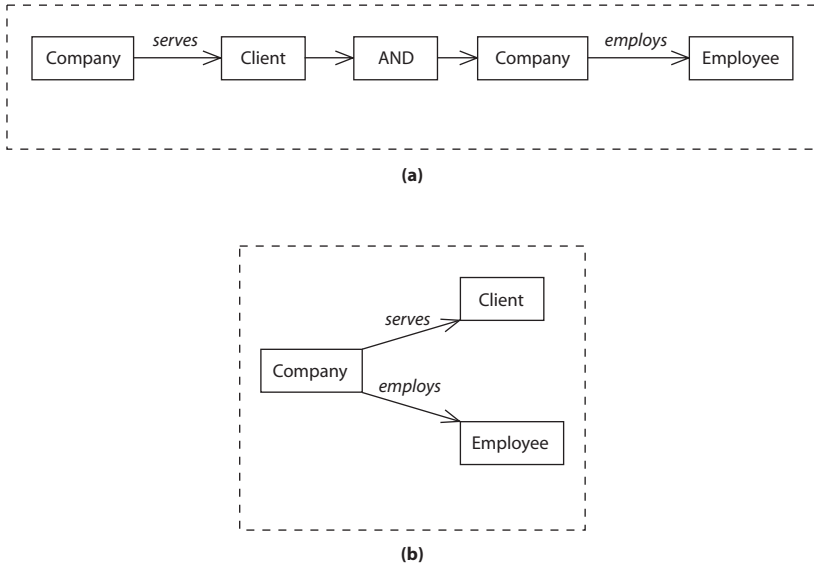 serves
employs
Company
Client
AND
Company
Employee
(a)
Client
serves
Company
employs
Employee
(b)